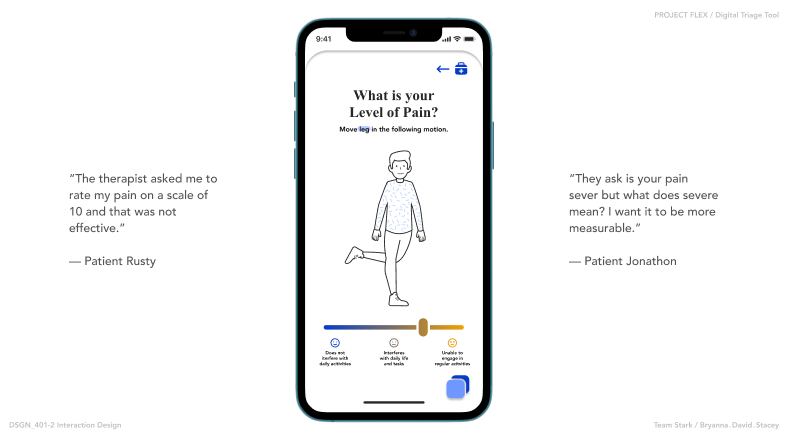 PROJECT FLEX / Digital Triage Tool
9:41
What is your
Level of Pain?
Move leg in the following motion.
“The therapist asked me to
rate my pain on a scale of
10 and that was not
effective.”
— Patient Rusty
“They ask is your pain
sever but what does severe
mean? I want it to be more
measurable.”
— Patient Jonathon
Does not
iterfere with
daily activities
Interferes
with daily life
and tasks
Unable to
engage in
regular activities
DSGN_401-2 Interaction Design
Team Stark / Bryanna.David.Stacey